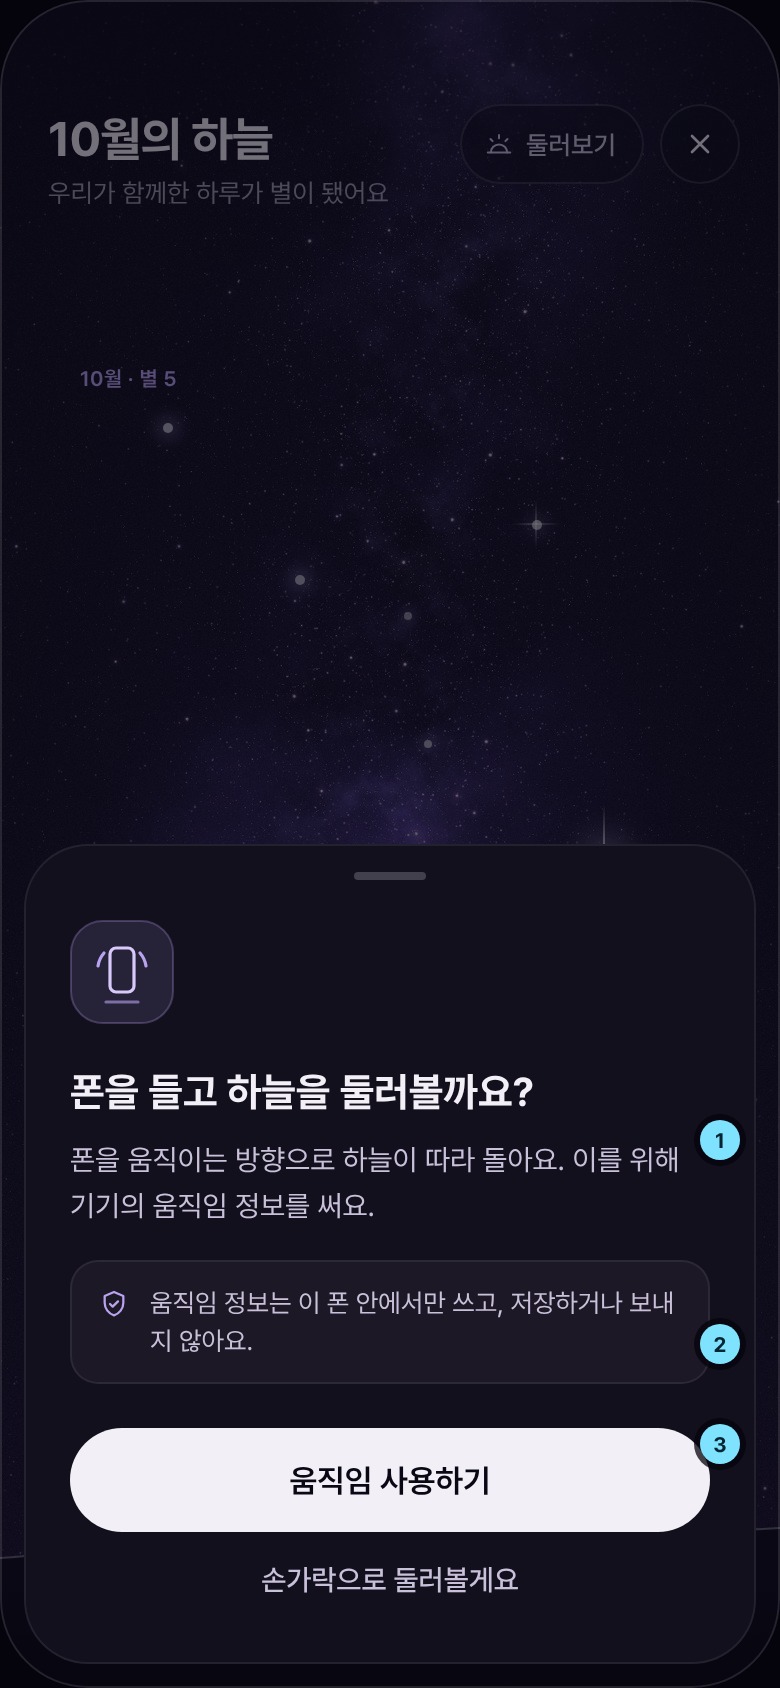 10월의 하늘
둘러보기
우리가 함께한 하루가 별이 됐어요
10월 · 별 5
폰을 들고 하늘을 둘러볼까요?
1
폰을 움직이는 방향으로 하늘이 따라 돌아요. 이를 위해
기기의 움직임 정보를 써요.
움직임 정보는 이 폰 안에서만 쓰고, 저장하거나 보내
지 않아요.
2
3
움직임 사용하기
손가락으로 둘러볼게요